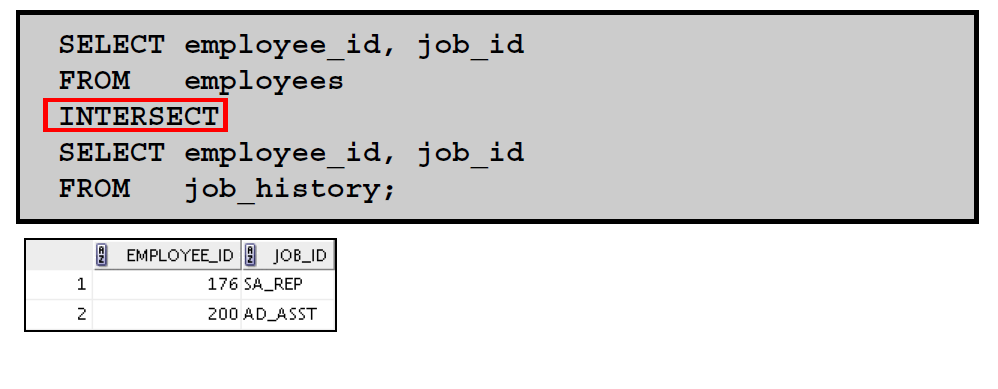 SELECT employee_id, job_id
FROM   employees
INTERSECT
SELECT employee_id, job_id
FROM   job_history;
EMPLOYEE_ID JOB_ID
1 176 SA_REP
2 200 AD_ASST